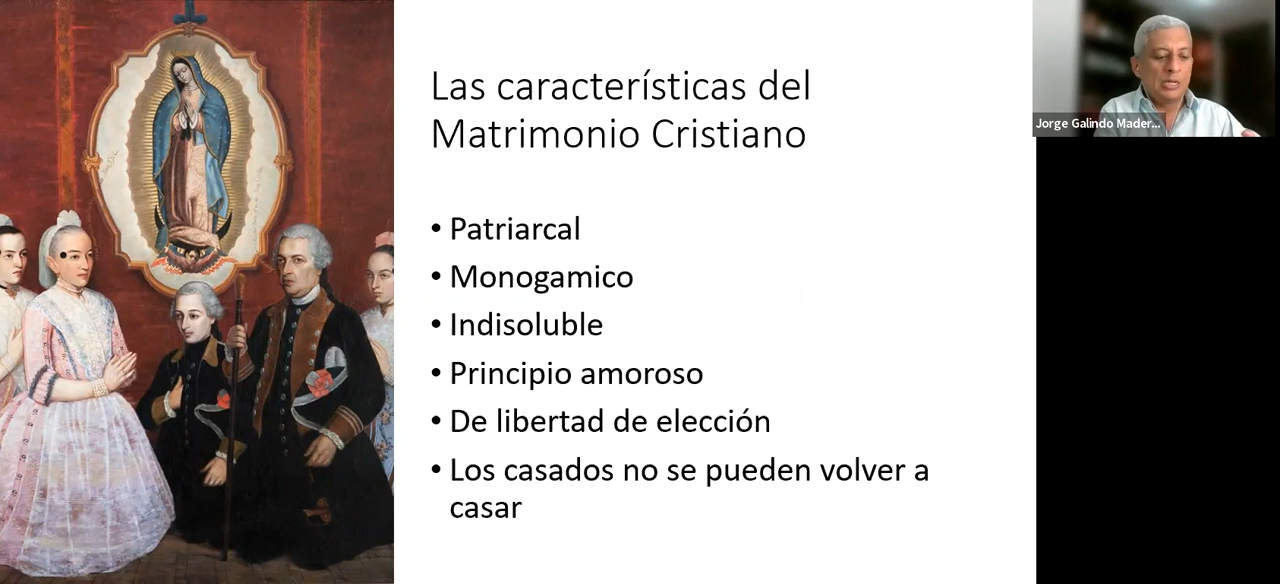 Las características del
Matrimonio Cristiano
• Patriarcal
• Monogamico
• Indisoluble
• Principio amoroso
• De libertad de elección
• Los casados no se pueden volver a
casar
Jorge Galindo Mader...